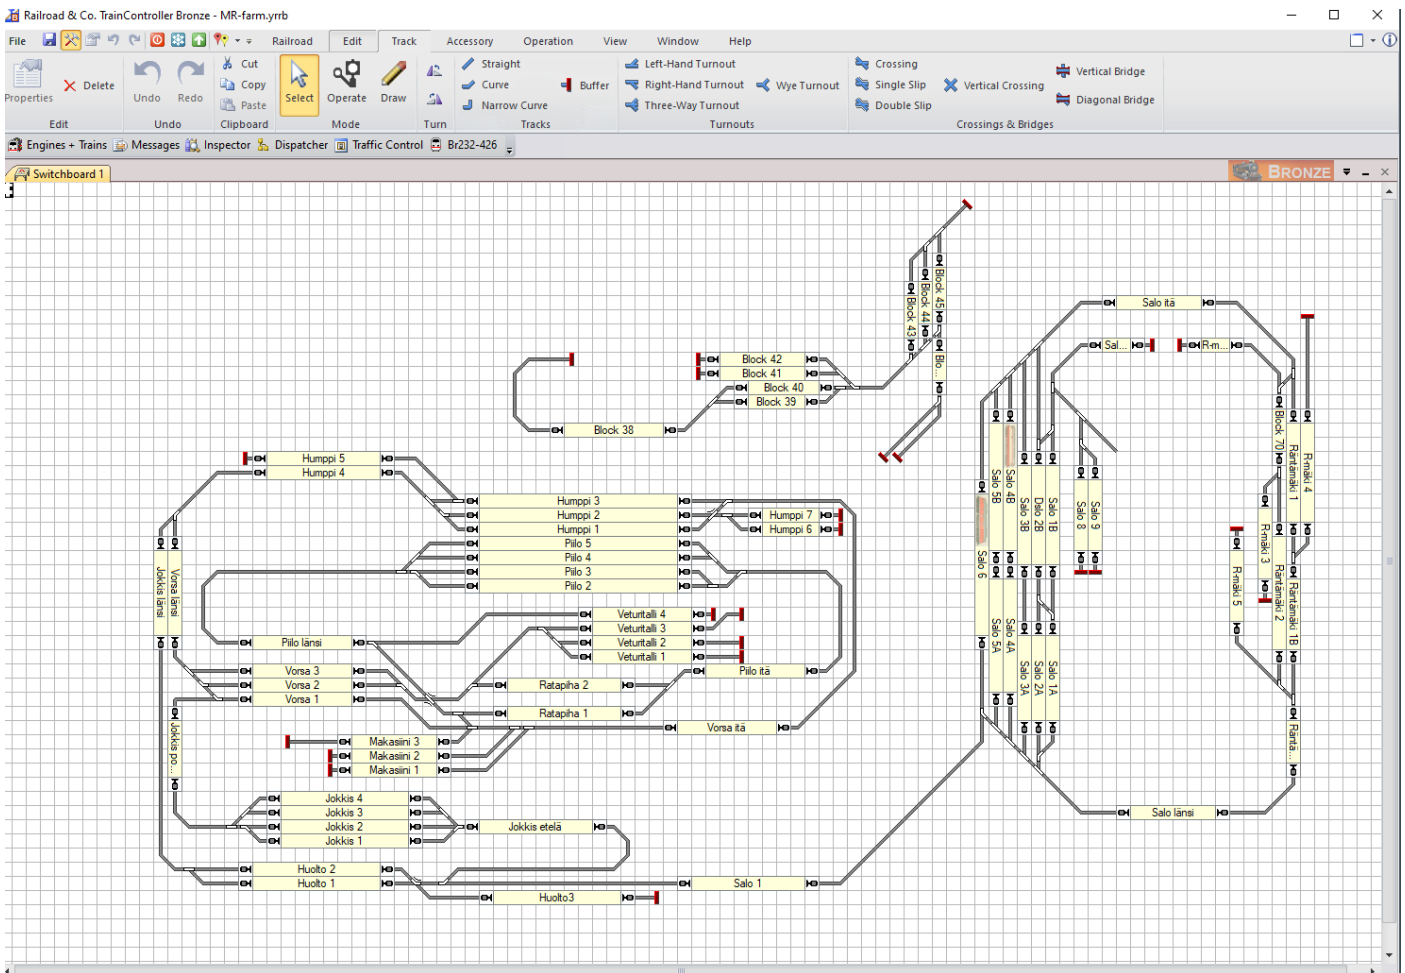 Railroad & Co. TrainController Bronze - MR-farm.yrrb
File Railroad Edit Track Accessory Operation View Window Help
Properties
Delete
Undo
Redo
Cut
Copy
Paste
Select
Operate
Draw
Straight
Curve
Narrow Curve
Buffer
Left-Hand Turnout
Right-Hand Turnout
Three-Way Turnout
Wye Turnout
Crossing
Single Slip
Double Slip
Vertical Crossing
Vertical Bridge
Diagonal Bridge
Edit Undo Clipboard Mode Turn Tracks Turnouts Crossings & Bridges
Engines + Trains Messages Inspector Dispatcher Traffic Control Br232-426
Switchboard 1
BRONZE
Block 45
Block 44
Block 43
Blo...
Block 42
Block 41
Block 40
Block 39
Block 38
Humppi 5
Humppi 4
Humppi 3
Humppi 2
Humppi 1
Humppi 7
Humppi 6
Piilo 5
Piilo 4
Piilo 3
Piilo 2
Jokkis länsi
Vorsa länsi
Veturitalli 4
Veturitalli 3
Veturitalli 2
Veturitalli 1
Piilo länsi
Piilo itä
Vorsa 3
Vorsa 2
Vorsa 1
Ratapiha 2
Ratapiha 1
Vorsa itä
Jokkis po...
Makasiini 3
Makasiini 2
Makasiini 1
Jokkis 4
Jokkis 3
Jokkis 2
Jokkis 1
Jokkis etelä
Huolto 2
Huolto 1
Huolto3
Salo 1
Salo itä
Sal...
R-m...
Salo 6
Salo 5B
Salo 4B
Salo 3B
Dslo 2B
Salo 1B
Salo 8
Salo 9
Salo 5A
Salo 4A
Salo 3A
Salo 2A
Salo 1A
Block 70
Räntämäki 1
R-mäki 4
R-mäki 3
R-mäki 5
Räntämäki 2
Räntämäki 1B
Räntä...
Salo länsi